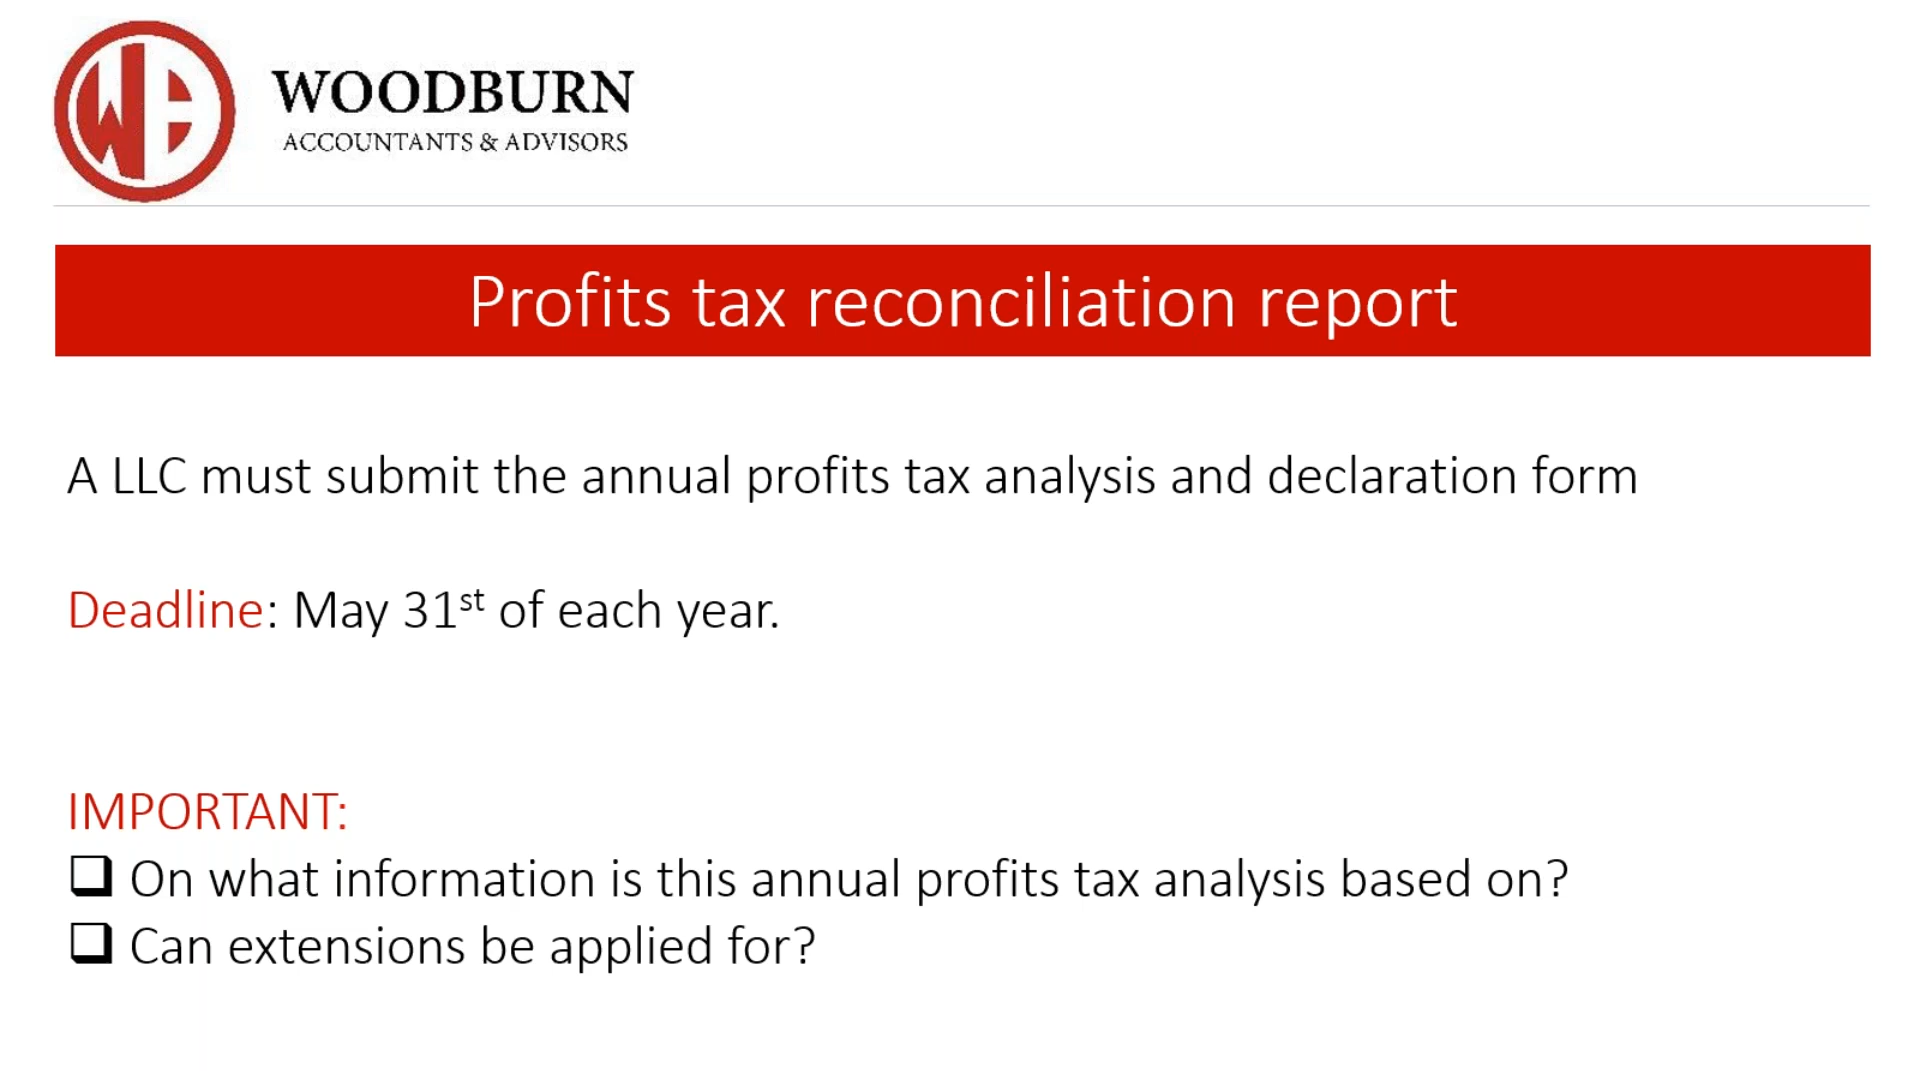 WOODBURN
ACCOUNTANTS & ADVISORS
Profits tax reconciliation report
A LLC must submit the annual profits tax analysis and declaration form
Deadline: May 31st of each year.
IMPORTANT:
❑ On what information is this annual profits tax analysis based on?
❑ Can extensions be applied for?